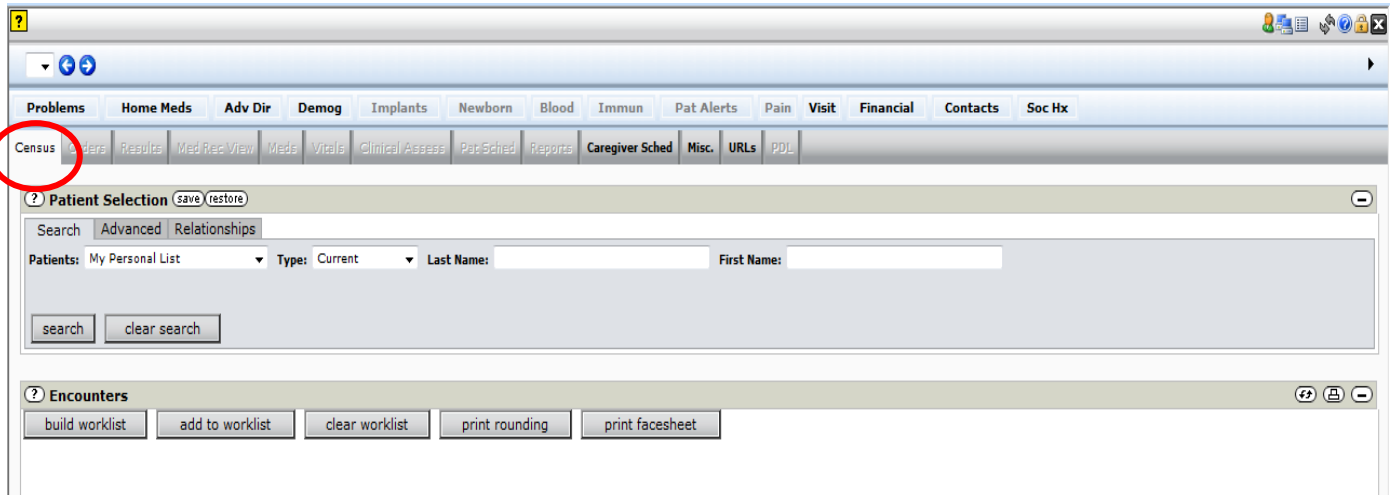 ?
?
Problems Home Meds Adv Dir Demog Implants Newborn Blood Immun Pat Alerts Pain Visit Financial Contacts Soc Hx
Census Orders Results Med Rec View Meds Vitals Clinical Assess Pat Sched Reports Caregiver Sched Misc. URLs PDL
? Patient Selection save restore
Search Advanced Relationships
Patients: My Personal List Type: Current Last Name: First Name:
search clear search
? Encounters
build worklist add to worklist clear worklist print rounding print facesheet